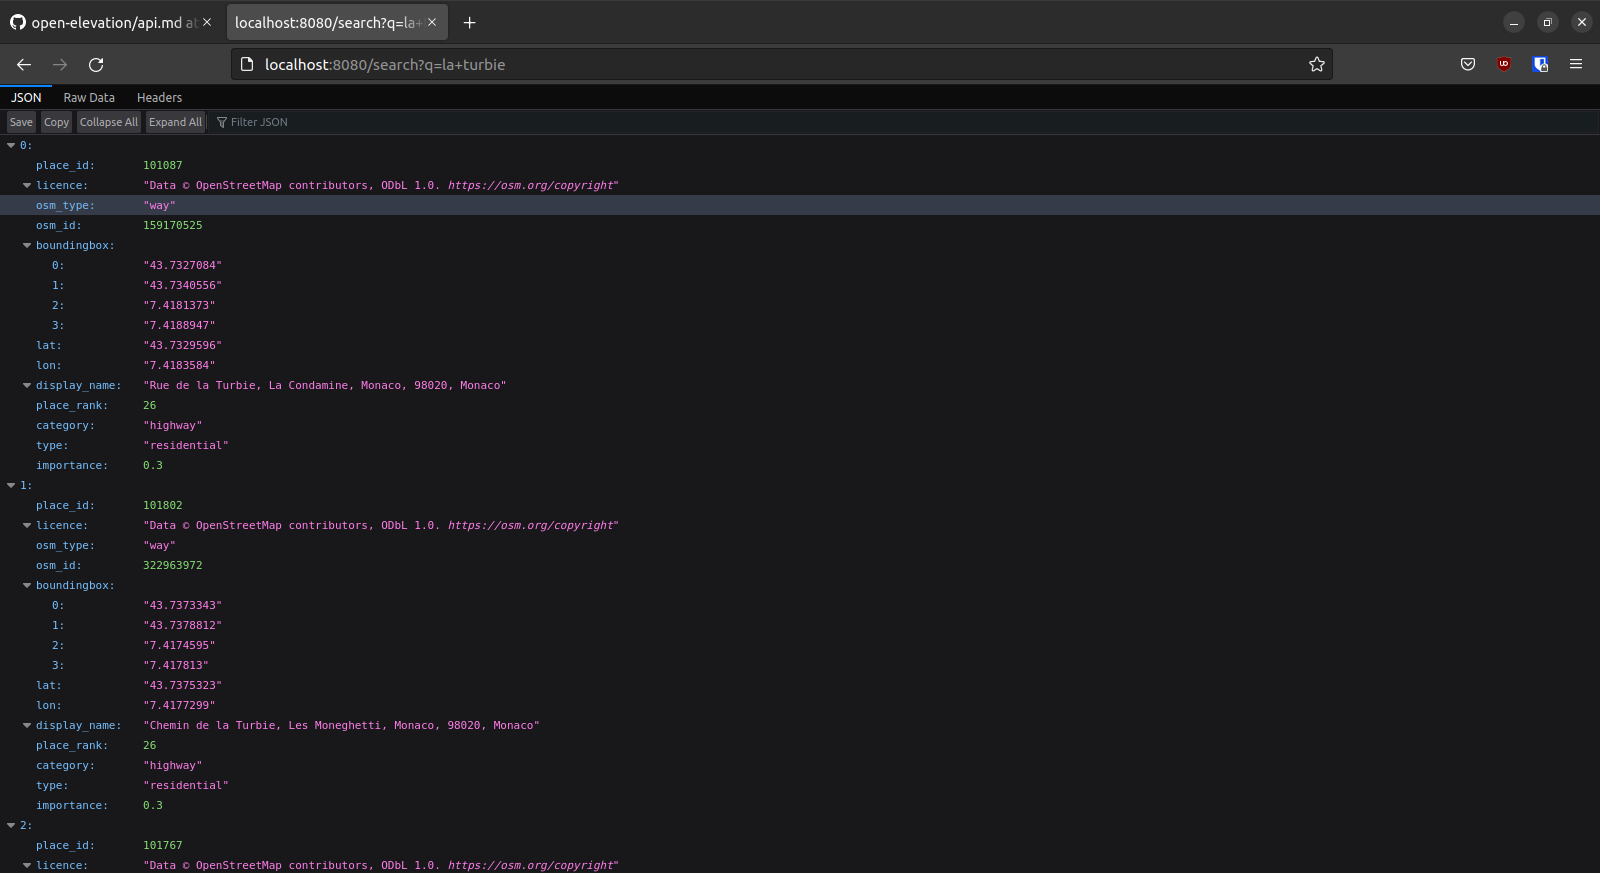 open-elevation/api.md at
localhost:8080/search?q=la+
localhost:8080/search?q=la+turbie
JSON Raw Data Headers
Save Copy Collapse All Expand All Filter JSON
0:
place_id: 101087
licence: "Data © OpenStreetMap contributors, ODbL 1.0. https://osm.org/copyright"
osm_type: "way"
osm_id: 159170525
boundingbox:
0: "43.7327084"
1: "43.7340556"
2: "7.4181373"
3: "7.4188947"
lat: "43.7329596"
lon: "7.4183584"
display_name: "Rue de la Turbie, La Condamine, Monaco, 98020, Monaco"
place_rank: 26
category: "highway"
type: "residential"
importance: 0.3
1:
place_id: 101802
licence: "Data © OpenStreetMap contributors, ODbL 1.0. https://osm.org/copyright"
osm_type: "way"
osm_id: 322963972
boundingbox:
0: "43.7373343"
1: "43.7378812"
2: "7.4174595"
3: "7.417813"
lat: "43.7375323"
lon: "7.4177299"
display_name: "Chemin de la Turbie, Les Moneghetti, Monaco, 98020, Monaco"
place_rank: 26
category: "highway"
type: "residential"
importance: 0.3
2:
place_id: 101767
licence: "Data © OpenStreetMap contributors, ODbL 1.0. https://osm.org/copyright"